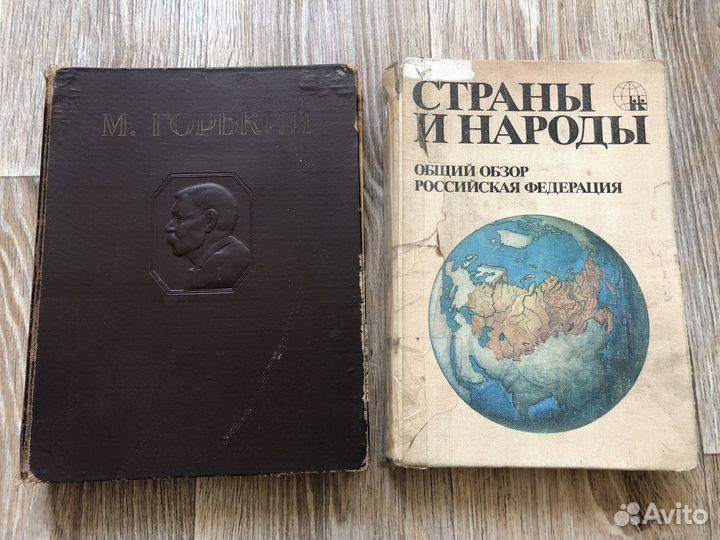 М. ГОРЬКИЙ
СТРАНЫ
И НАРОДЫ
ОБЩИЙ ОБЗОР
РОССИЙСКАЯ ФЕДЕРАЦИЯ
Avito